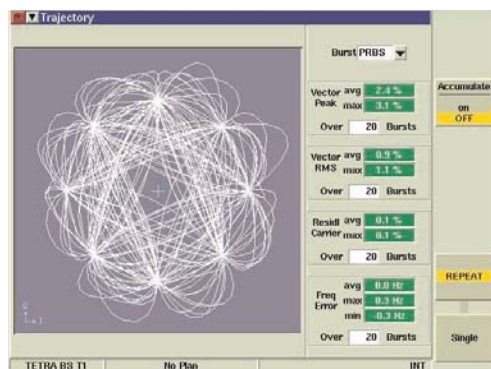 Trajectory
Burst PRBS
Vector Peak avg 2.4 %
max 3.1 %
Over 20 Bursts
Vector RMS avg 0.9 %
max 1.1 %
Over 20 Bursts
Residl Carrier avg 0.1 %
max 0.1 %
Over 20 Bursts
Freq Error avg 0.0 Hz
max 0.3 Hz
min -0.3 Hz
Over 20 Bursts
Accumulate
on
OFF
REPEAT
Single
Q
I
TETRA BS T1 No Plan INT